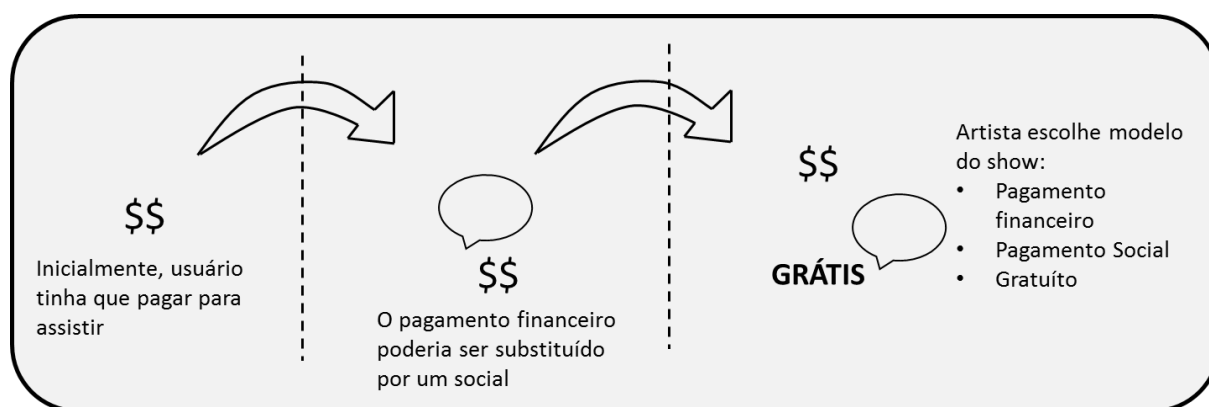 $$
Inicialmente, usuário
tinha que pagar para
assistir
$$
O pagamento financeiro
poderia ser substituído
por um social
$$
GRÁTIS
Artista escolhe modelo
do show:
• Pagamento
financeiro
• Pagamento Social
• Gratuíto